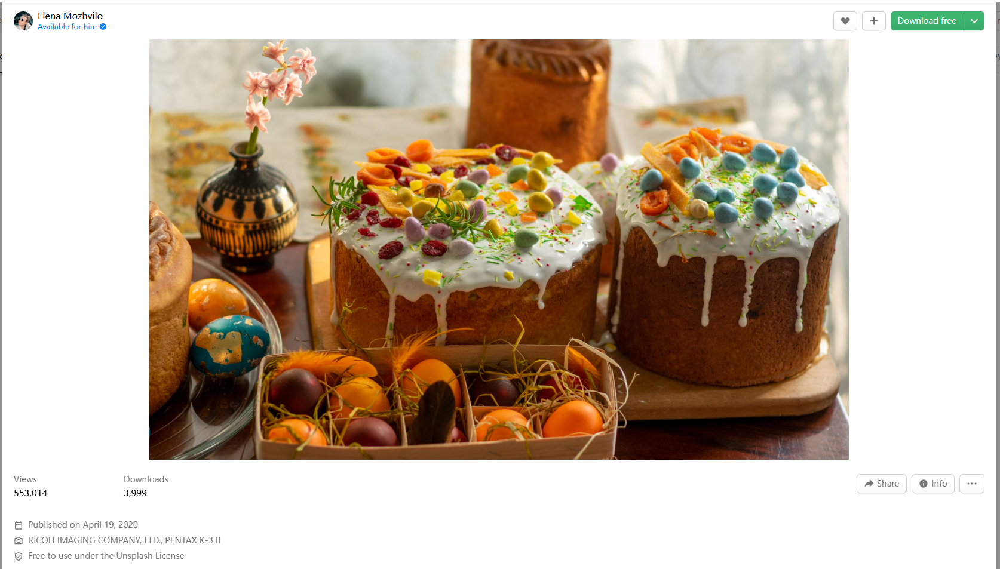 Elena Mozhvilo
Available for hire
Download free
Views
Downloads
553,014
3,999
Share
Info
Published on April 19, 2020
RICOH IMAGING COMPANY, LTD., PENTAX K-3 II
Free to use under the Unsplash License